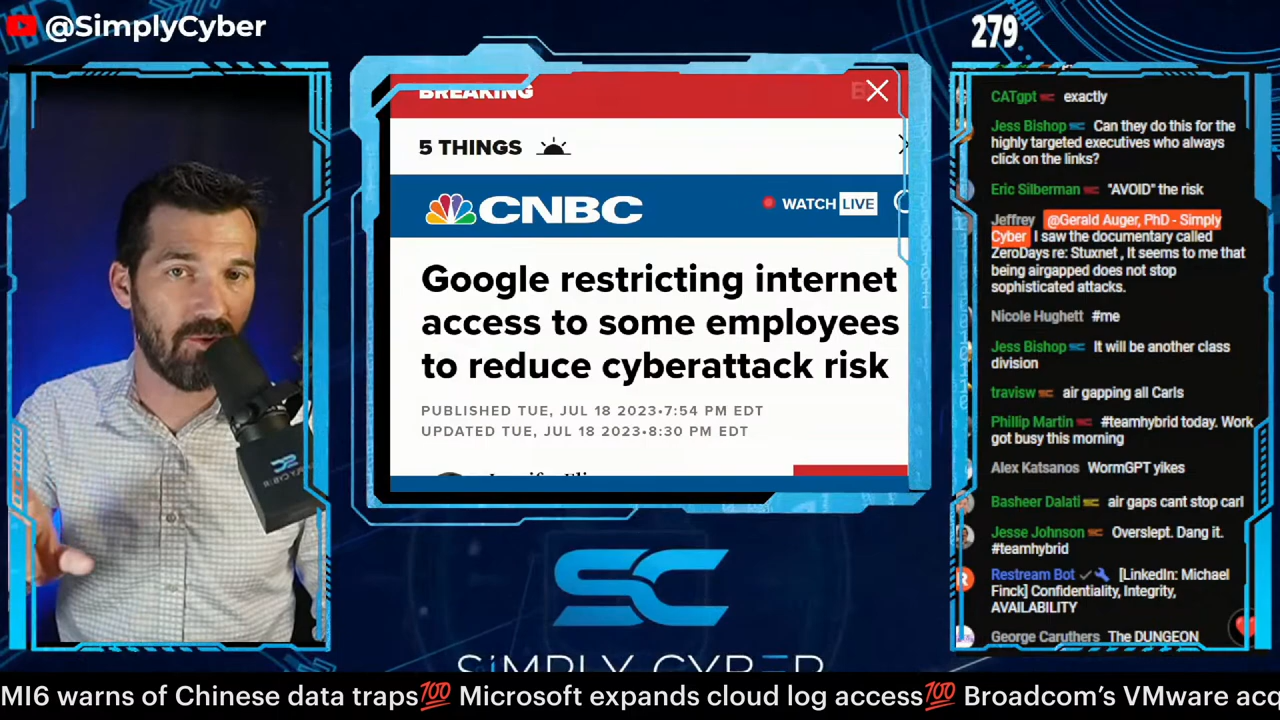 @SimplyCyber
279
BREAKING
5 THINGS
CNBC
WATCH LIVE
Google restricting internet
access to some employees
to reduce cyberattack risk
PUBLISHED TUE, JUL 18 2023•7:54 PM EDT
UPDATED TUE, JUL 18 2023•8:30 PM EDT
CATgpt exactly
Jess Bishop Can they do this for the
highly targeted executives who always
click on the links?
Eric Silberman "AVOID" the risk
Jeffrey @Gerald Auger, PhD - Simply
Cyber I saw the documentary called
ZeroDays re: Stuxnet , It seems to me that
being airgapped does not stop
sophisticated attacks.
Nicole Hughett #me
Jess Bishop It will be another class
division
travisw air gapping all Carls
Phillip Martin #teamhybrid today. Work
got busy this morning
Alex Katsanos WormGPT yikes
Basheer Dalati air gaps cant stop carl
Jesse Johnson Overslept. Dang it.
#teamhybrid
Restream Bot [LinkedIn: Michael
Finck] Confidentiality, Integrity,
AVAILABILITY
George Caruthers The DUNGEON
SC
SIMPLY CYBER
MI6 warns of Chinese data traps💯 Microsoft expands cloud log access💯 Broadcom's VMware acq